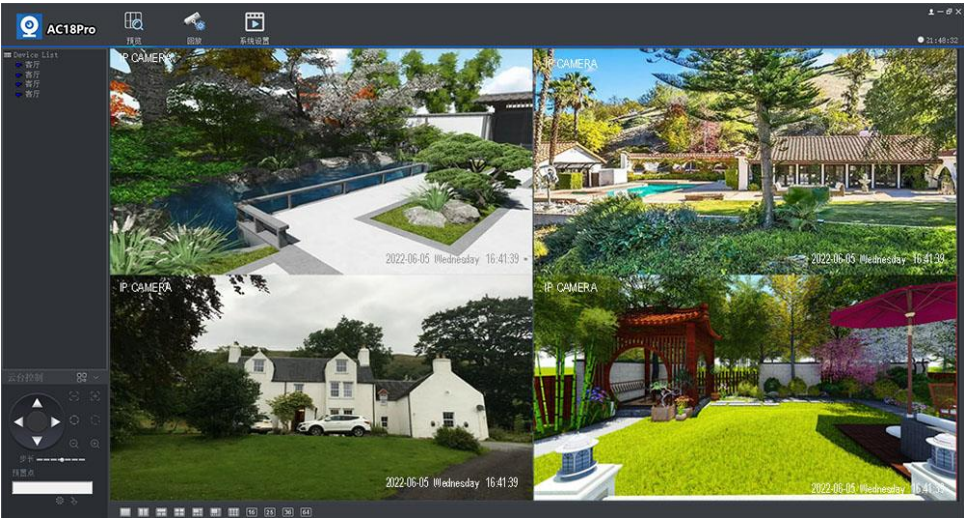 AC18Pro
预览
回放
系统设置
21:48:02
Device List
客厅
客厅
客厅
客厅
IP CAMERA
IP CAMERA
2022-06-05 Wednesday 16:41:39
2022-06-05 Wednesday 16:41:39
IP CAMERA
IP CAMERA
2022-06-05 Wednesday 16:41:39
2022-06-05 Wednesday 16:41:39
云台控制
步长
预置点
16
25
36
64